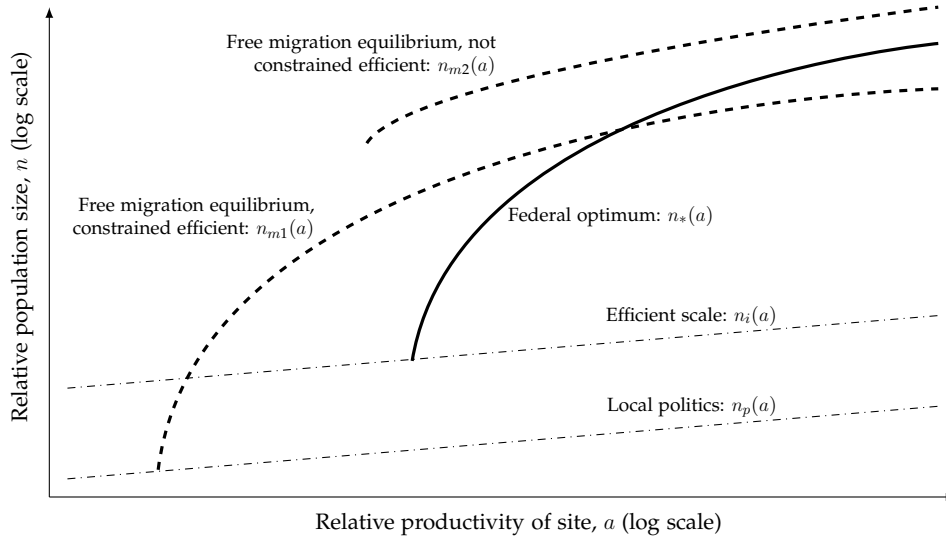 Free migration equilibrium, not
constrained efficient: n_{m2}(a)
Free migration equilibrium,
constrained efficient: n_{m1}(a)
Federal optimum: n_*(a)
Efficient scale: n_i(a)
Local politics: n_p(a)
Relative population size, n (log scale)
Relative productivity of site, a (log scale)